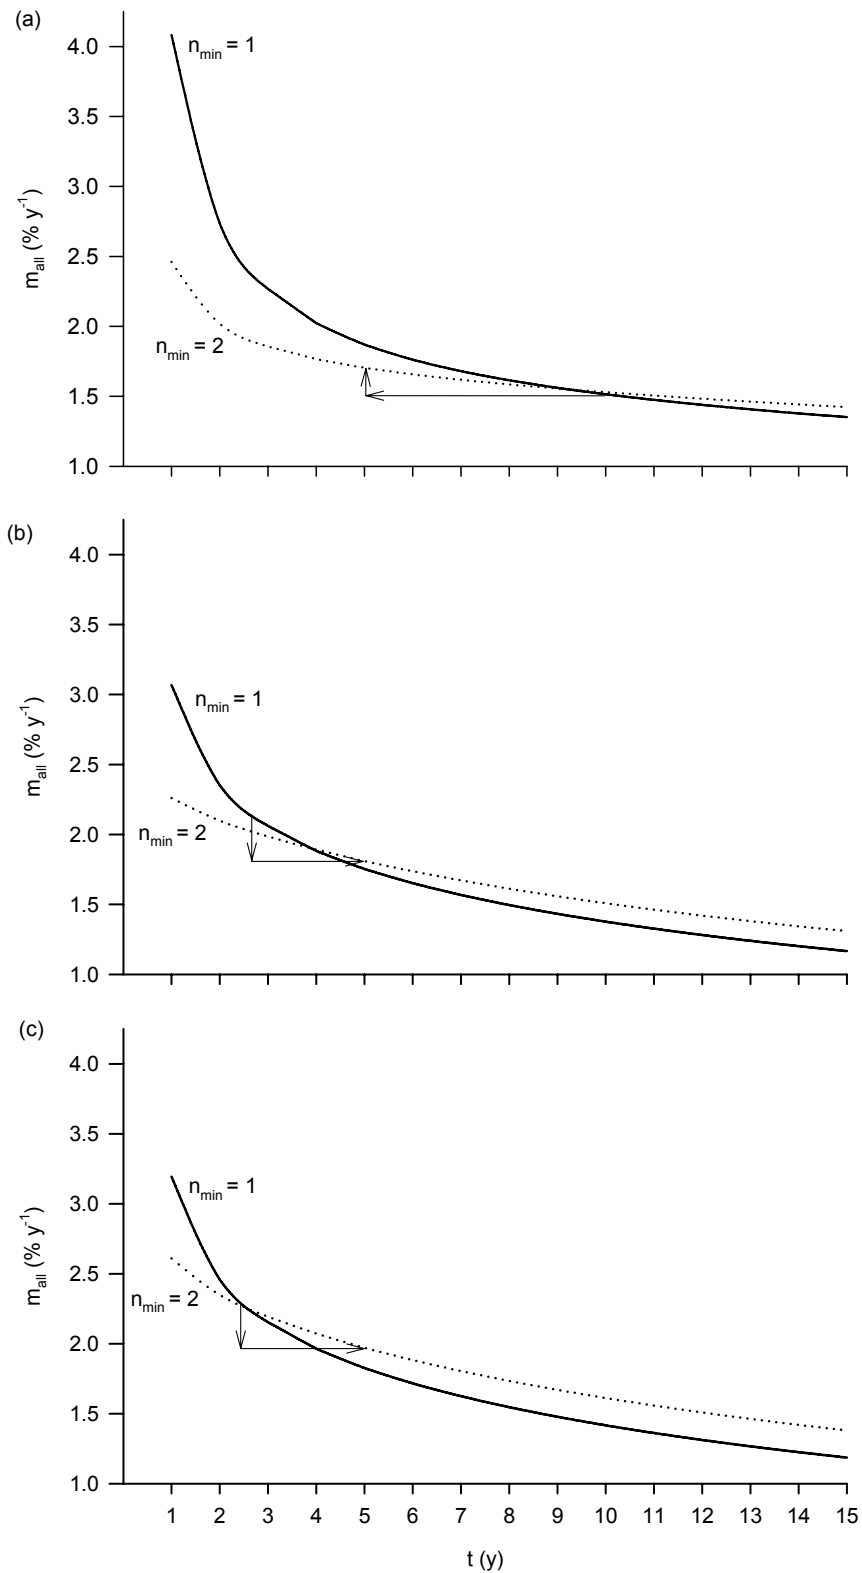 (a)
4.0
3.5
3.0
2.5
2.0
1.5
1.0
m_all (% y^-1)
n_min = 1
n_min = 2
(b)
4.0
3.5
3.0
2.5
2.0
1.5
1.0
m_all (% y^-1)
n_min = 1
n_min = 2
(c)
4.0
3.5
3.0
2.5
2.0
1.5
1.0
m_all (% y^-1)
n_min = 1
n_min = 2
1 2 3 4 5 6 7 8 9 10 11 12 13 14 15
t (y)